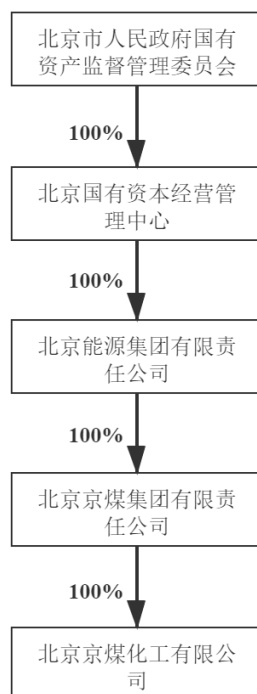 北京市人民政府国有
资产监督管理委员会
100%
北京国有资本经营管
理中心
100%
北京能源集团有限责
任公司
100%
北京京煤集团有限责
任公司
100%
北京京煤化工有限公
司